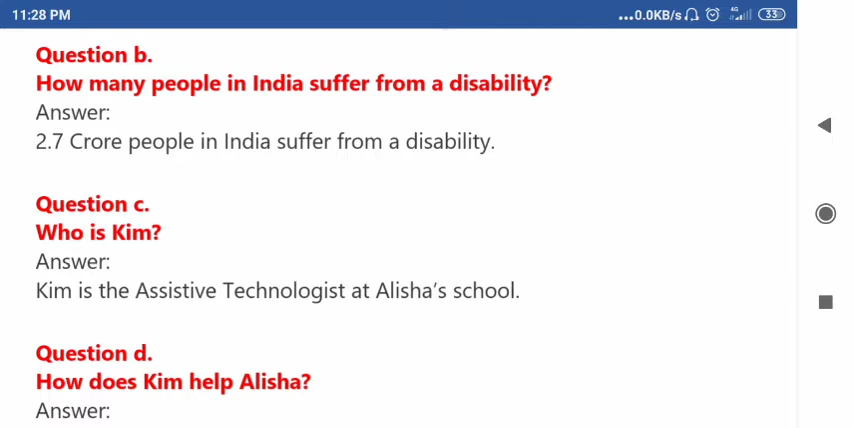 11:28 PM
...0.0KB/s 4G 33
Question b.
How many people in India suffer from a disability?
Answer:
2.7 Crore people in India suffer from a disability.
Question c.
Who is Kim?
Answer:
Kim is the Assistive Technologist at Alisha’s school.
Question d.
How does Kim help Alisha?
Answer: